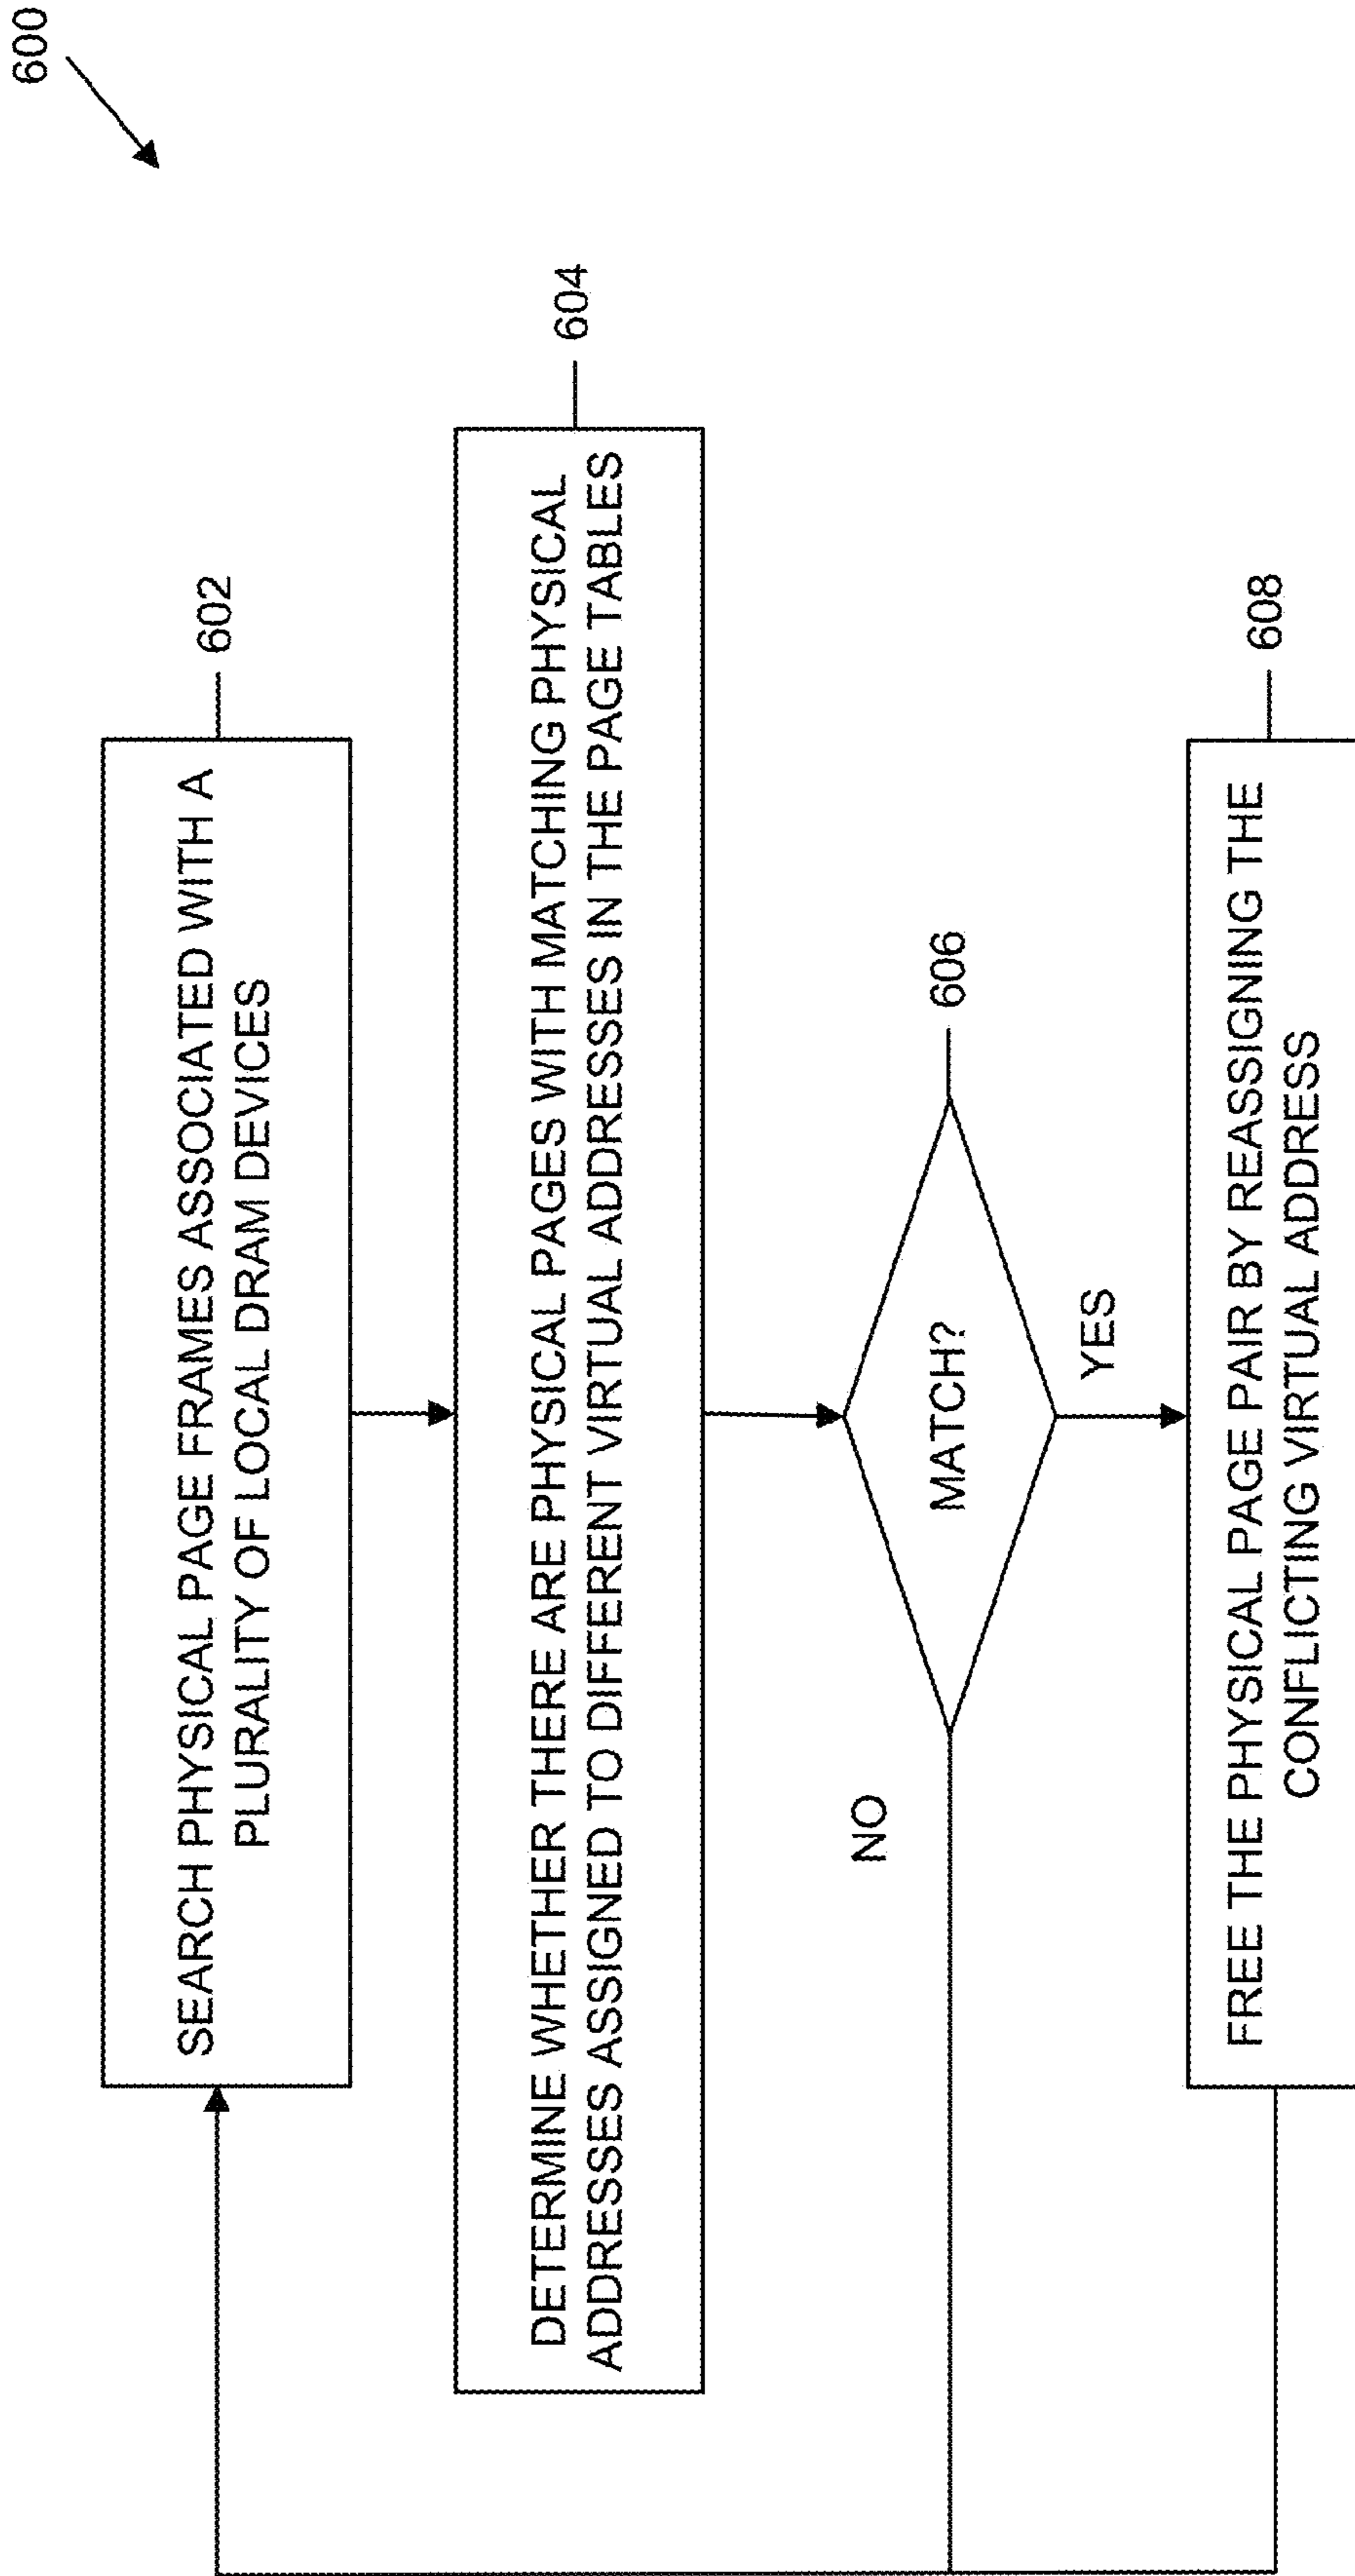 600
SEARCH PHYSICAL PAGE FRAMES ASSOCIATED WITH A
PLURALITY OF LOCAL DRAM DEVICES
602
DETERMINE WHETHER THERE ARE PHYSICAL PAGES WITH MATCHING PHYSICAL
ADDRESSES ASSIGNED TO DIFFERENT VIRTUAL ADDRESSES IN THE PAGE TABLES
604
MATCH?
606
NO
YES
FREE THE PHYSICAL PAGE PAIR BY REASSIGNING THE
CONFLICTING VIRTUAL ADDRESS
608